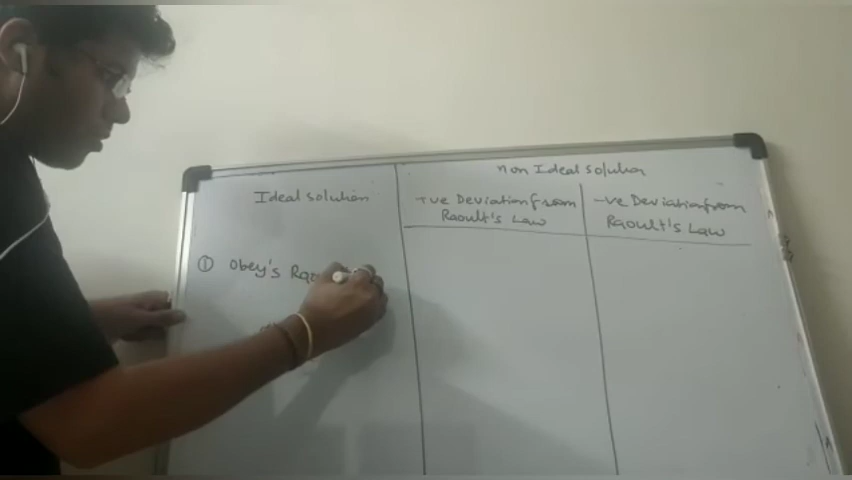 non Ideal solution
Ideal solution
+ve Deviation from
Raoult's Law
-ve Deviation from
Raoult's Law
① Obey's